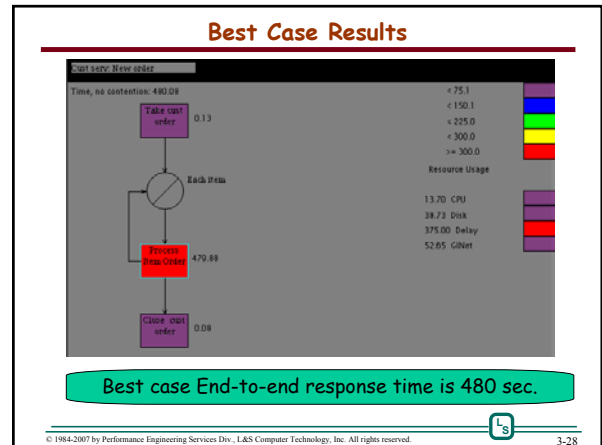 Best Case Results
Cust serv: New order
Time, no contention: 480.08
Take cust
order
0.13
Each item
Process
Item Order
479.88
Close cust
order
0.08
< 75.1
< 150.1
< 225.0
< 300.0
>= 300.0
Resource Usage
13.70 CPU
38.73 Disk
375.00 Delay
52.65 GINet
Best case End-to-end response time is 480 sec.
L
S
© 1984-2007 by Performance Engineering Services Div., L&S Computer Technology, Inc. All rights reserved.
3-28